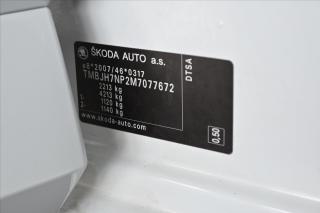 ŠKODA AUTO a.s.
e8*2007/46*0317
TMBJH7NP2M7077672
2213 kg
4213 kg
1- 1120 kg
2- 1140 kg
www.skoda-auto.com
DTSA
0,50